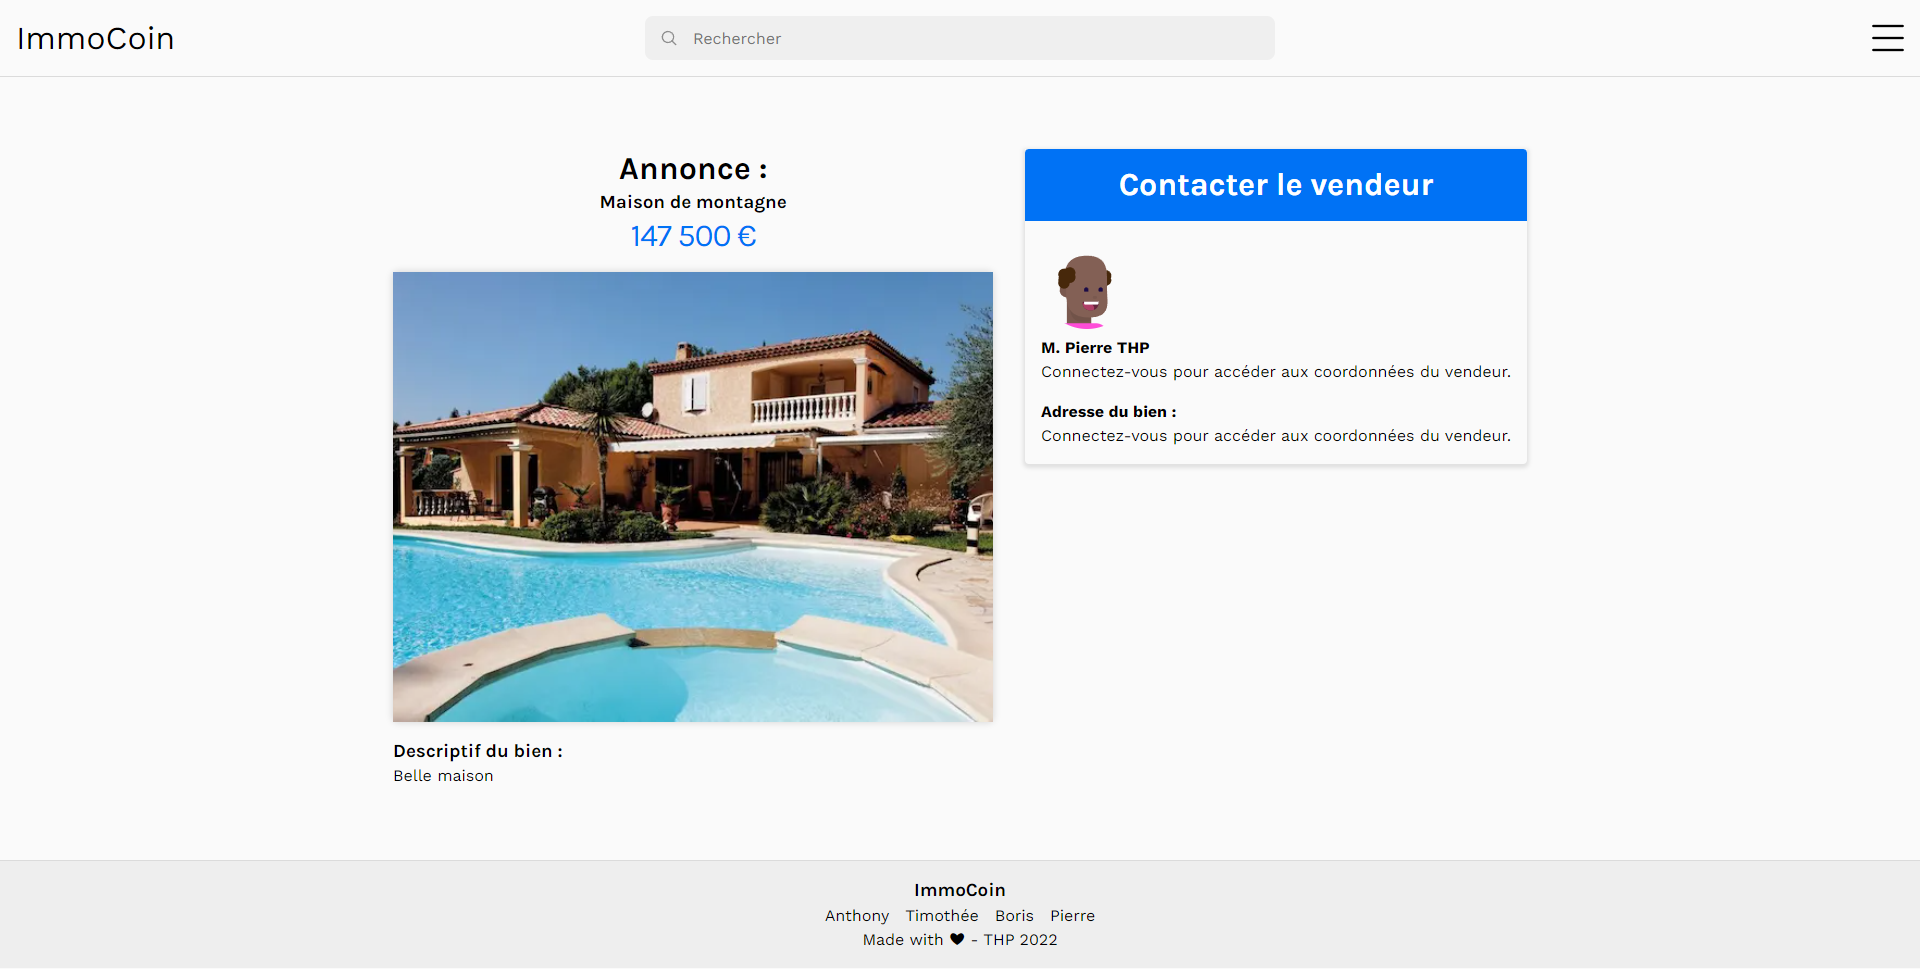 ImmoCoin
Rechercher
Annonce :
Maison de montagne
147 500 €
Contacter le vendeur
M. Pierre THP
Connectez-vous pour accéder aux coordonnées du vendeur.
Adresse du bien :
Connectez-vous pour accéder aux coordonnées du vendeur.
Descriptif du bien :
Belle maison
ImmoCoin
Anthony Timothée Boris Pierre
Made with ♥ - THP 2022